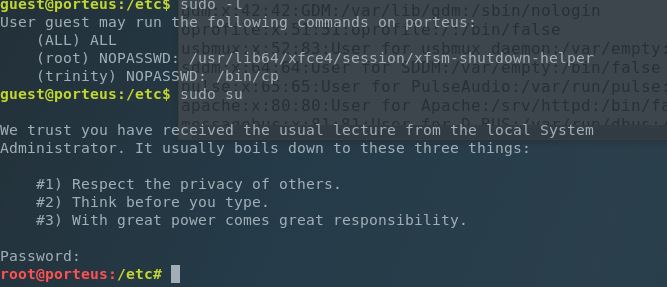 guest@porteus:/etc$ sudo -l
User guest may run the following commands on porteus:
    (ALL) ALL
    (root) NOPASSWD: /usr/lib64/xfce4/session/xfsm-shutdown-helper
    (trinity) NOPASSWD: /bin/cp
guest@porteus:/etc$ sudo su

We trust you have received the usual lecture from the local System
Administrator. It usually boils down to these three things:

    #1) Respect the privacy of others.
    #2) Think before you type.
    #3) With great power comes great responsibility.

Password:
root@porteus:/etc#